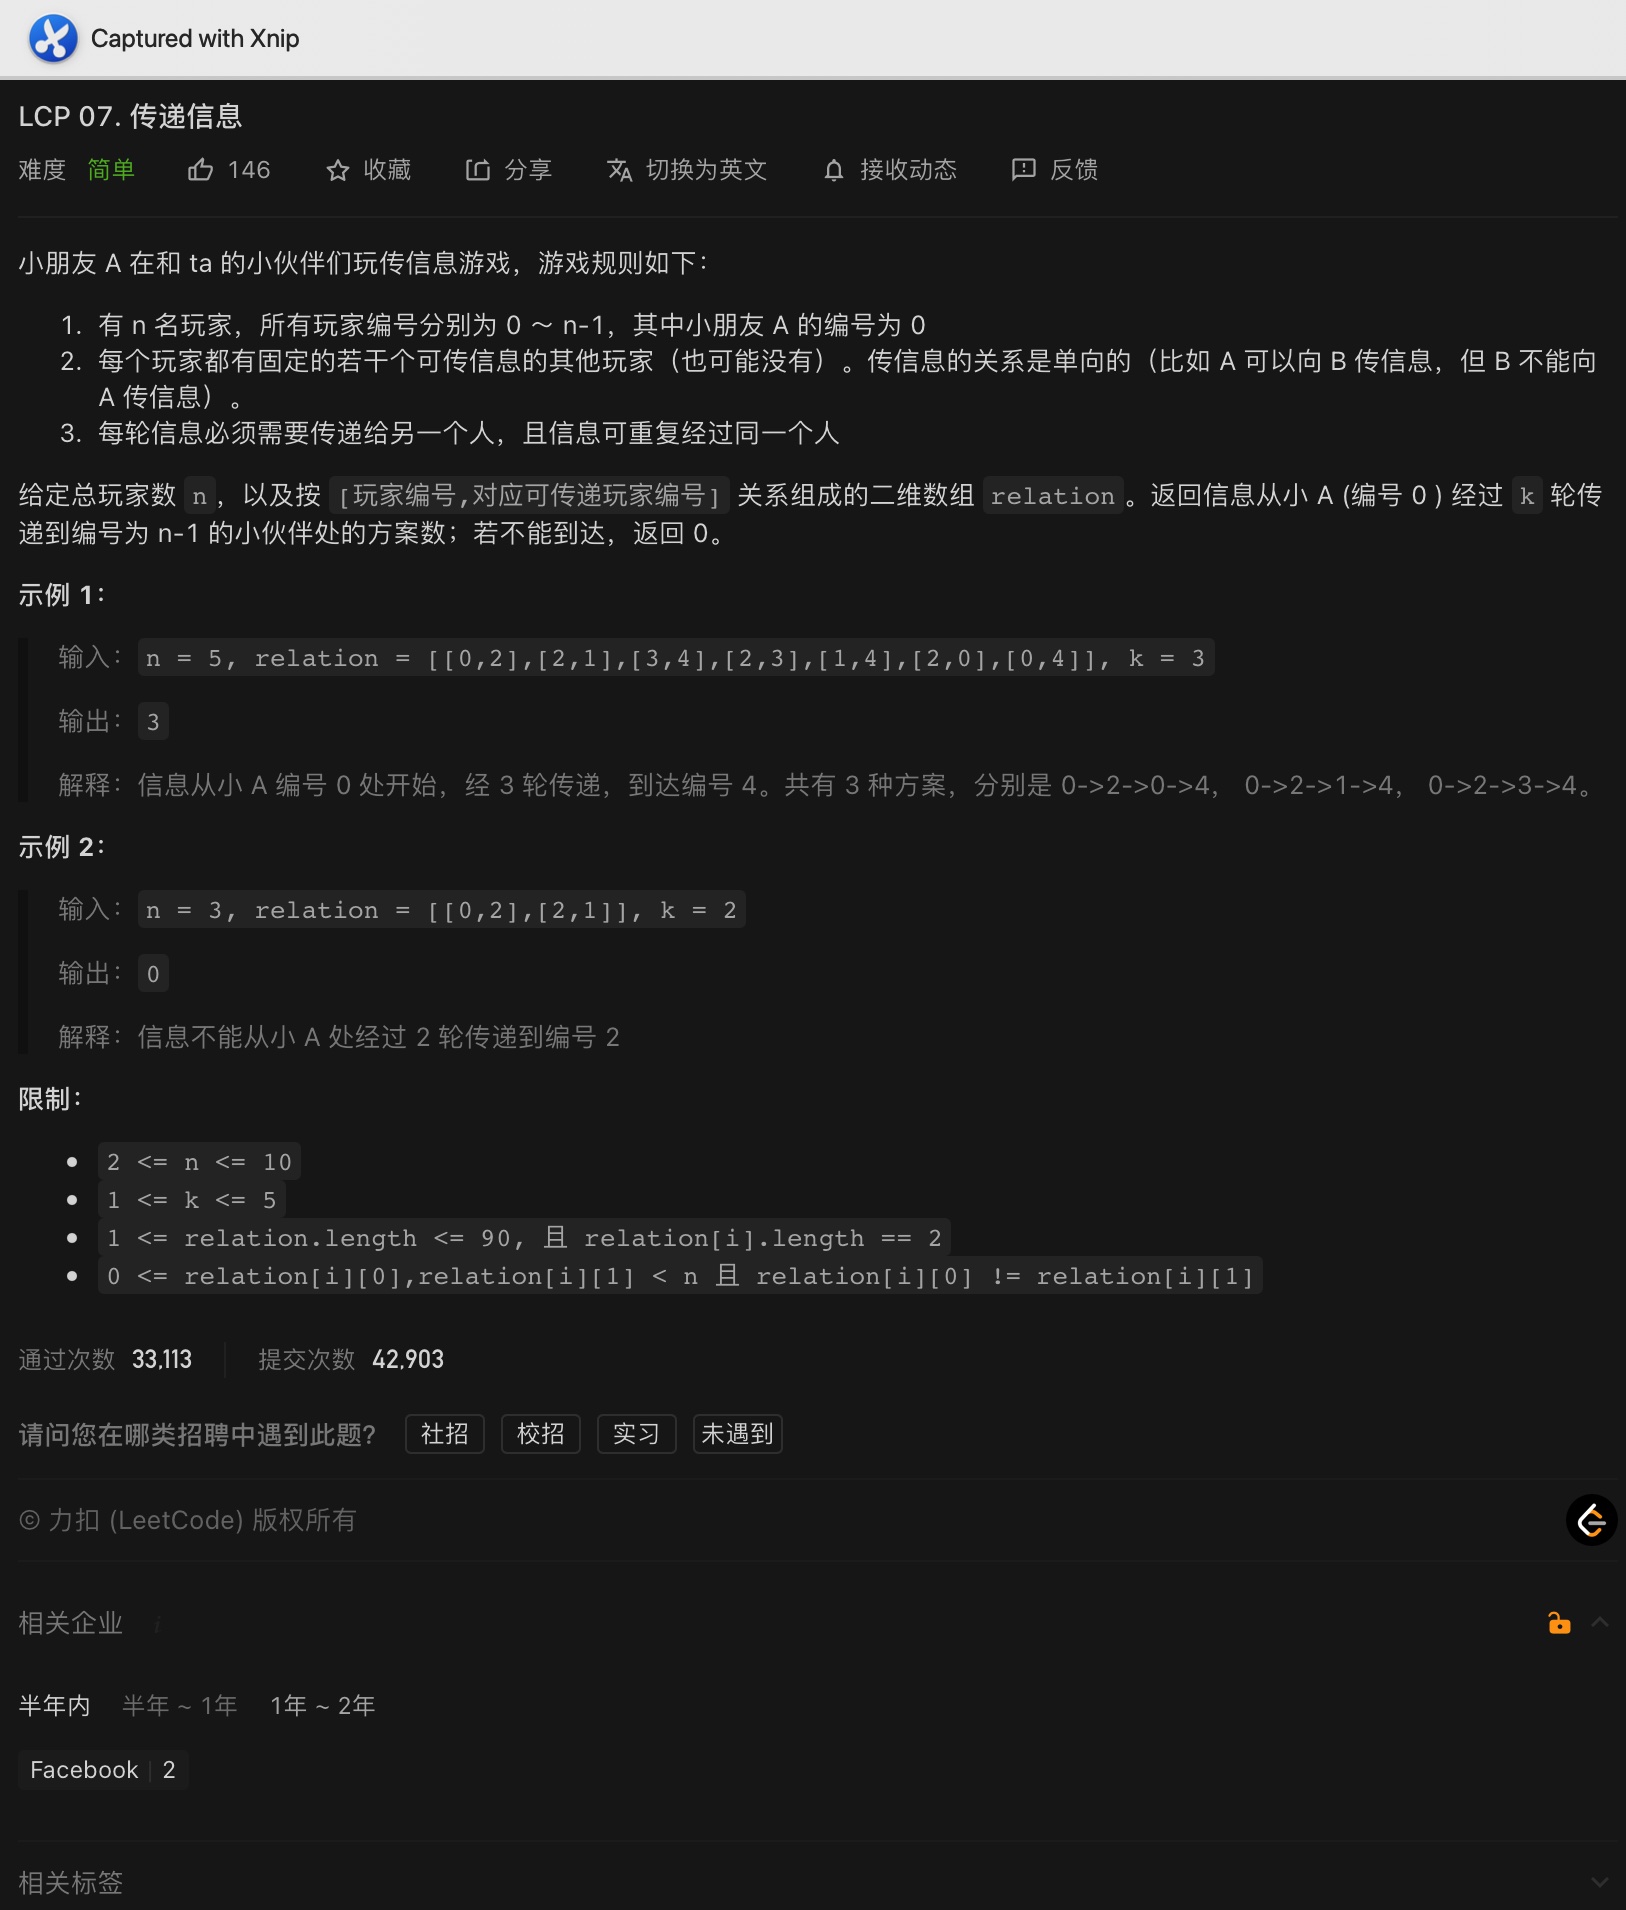 Captured with Xnip
LCP 07. 传递信息
难度 简单 146 收藏 分享 切换为英文 接收动态 反馈
小朋友 A 在和 ta 的小伙伴们玩传信息游戏，游戏规则如下：
1. 有 n 名玩家，所有玩家编号分别为 0 ～ n-1，其中小朋友 A 的编号为 0
2. 每个玩家都有固定的若干个可传信息的其他玩家（也可能没有）。传信息的关系是单向的（比如 A 可以向 B 传信息，但 B 不能向
A 传信息）。
3. 每轮信息必须需要传递给另一个人，且信息可重复经过同一个人
给定总玩家数 n，以及按 [玩家编号,对应可传递玩家编号] 关系组成的二维数组 relation。返回信息从小 A (编号 0 ) 经过 k 轮传
递到编号为 n-1 的小伙伴处的方案数；若不能到达，返回 0。
示例 1：
输入：n = 5, relation = [[0,2],[2,1],[3,4],[2,3],[1,4],[2,0],[0,4]], k = 3
输出：3
解释：信息从小 A 编号 0 处开始，经 3 轮传递，到达编号 4。共有 3 种方案，分别是 0->2->0->4， 0->2->1->4， 0->2->3->4。
示例 2：
输入：n = 3, relation = [[0,2],[2,1]], k = 2
输出：0
解释：信息不能从小 A 处经过 2 轮传递到编号 2
限制：
• 2 <= n <= 10
• 1 <= k <= 5
• 1 <= relation.length <= 90, 且 relation[i].length == 2
• 0 <= relation[i][0],relation[i][1] < n 且 relation[i][0] != relation[i][1]
通过次数 33,113 提交次数 42,903
请问您在哪类招聘中遇到此题？ 社招 校招 实习 未遇到
© 力扣 (LeetCode) 版权所有
相关企业 i
半年内 半年 ~ 1年 1年 ~ 2年
Facebook | 2
相关标签